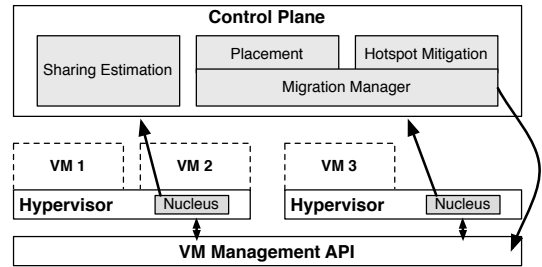 Control Plane
Sharing Estimation
Placement
Hotspot Mitigation
Migration Manager
VM 1
VM 2
VM 3
Hypervisor
Nucleus
Hypervisor
Nucleus
VM Management API